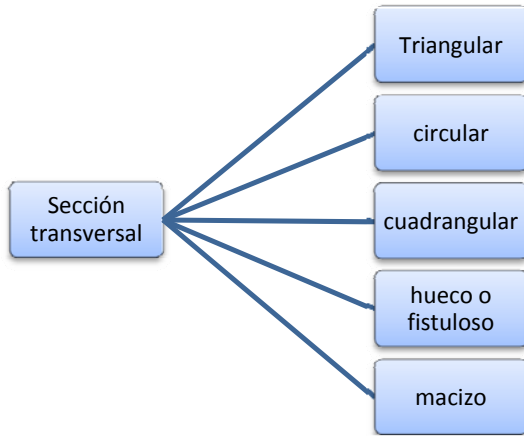 Triangular
circular
Sección
transversal
cuadrangular
hueco o
fistuloso
macizo